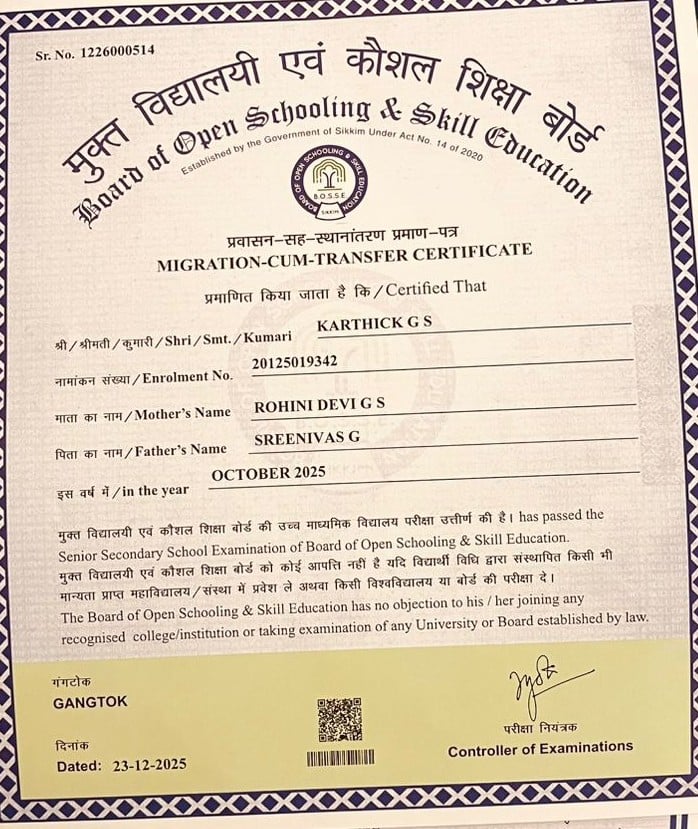 Sr. No. 1226000514
मुक्त विद्यालयी एवं कौशल शिक्षा बोर्ड
Board of Open Schooling & Skill Education
Established by the Government of Sikkim Under Act No. 14 of 2020
BOARD OF OPEN SCHOOLING & SKILL EDUCATION
B.O.S.S.E.
SIKKIM
प्रवासन-सह-स्थानांतरण प्रमाण-पत्र
MIGRATION-CUM-TRANSFER CERTIFICATE
प्रमाणित किया जाता है कि/Certified That
श्री/श्रीमती/कुमारी/Shri/Smt./Kumari KARTHICK G S
नामांकन संख्या/Enrolment No. 20125019342
माता का नाम/Mother's Name ROHINI DEVI G S
पिता का नाम/Father's Name SREENIVAS G
इस वर्ष में/in the year OCTOBER 2025
मुक्त विद्यालयी एवं कौशल शिक्षा बोर्ड की उच्च माध्यमिक विद्यालय परीक्षा उत्तीर्ण की है। has passed the
Senior Secondary School Examination of Board of Open Schooling & Skill Education.
मुक्त विद्यालयी एवं कौशल शिक्षा बोर्ड को कोई आपत्ति नहीं है यदि विद्यार्थी विधि द्वारा संस्थापित किसी भी
मान्यता प्राप्त महाविद्यालय/संस्था में प्रवेश ले अथवा किसी विश्वविद्यालय या बोर्ड की परीक्षा दे।
The Board of Open Schooling & Skill Education has no objection to his / her joining any
recognised college/institution or taking examination of any University or Board established by law.
गंगटोक
GANGTOK
परीक्षा नियंत्रक
Controller of Examinations
दिनांक
Dated: 23-12-2025